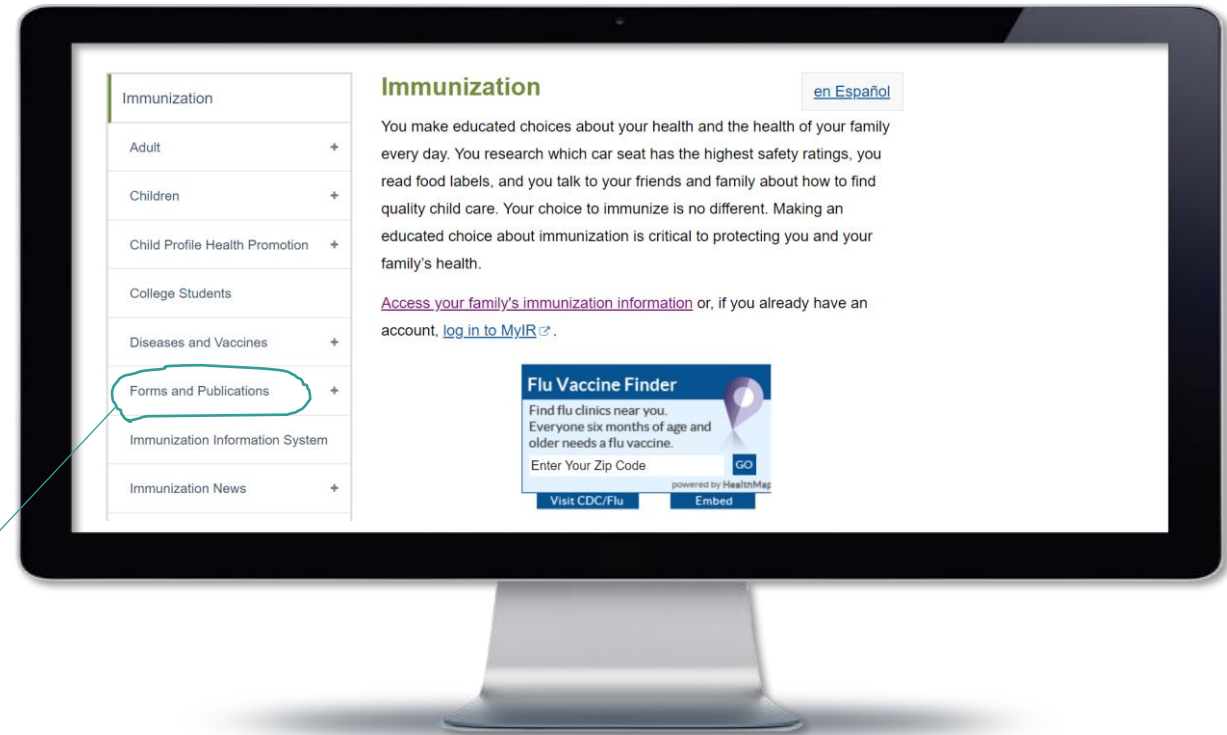 Immunization
Adult +
Children +
Child Profile Health Promotion +
College Students
Diseases and Vaccines +
Forms and Publications +
Immunization Information System
Immunization News +
Immunization
en Español
You make educated choices about your health and the health of your family
every day. You research which car seat has the highest safety ratings, you
read food labels, and you talk to your friends and family about how to find
quality child care. Your choice to immunize is no different. Making an
educated choice about immunization is critical to protecting you and your
family's health.
Access your family's immunization information or, if you already have an
account, log in to MyIR.
Flu Vaccine Finder
Find flu clinics near you.
Everyone six months of age and
older needs a flu vaccine.
Enter Your Zip Code GO
powered by HealthMap
Visit CDC/Flu Embed